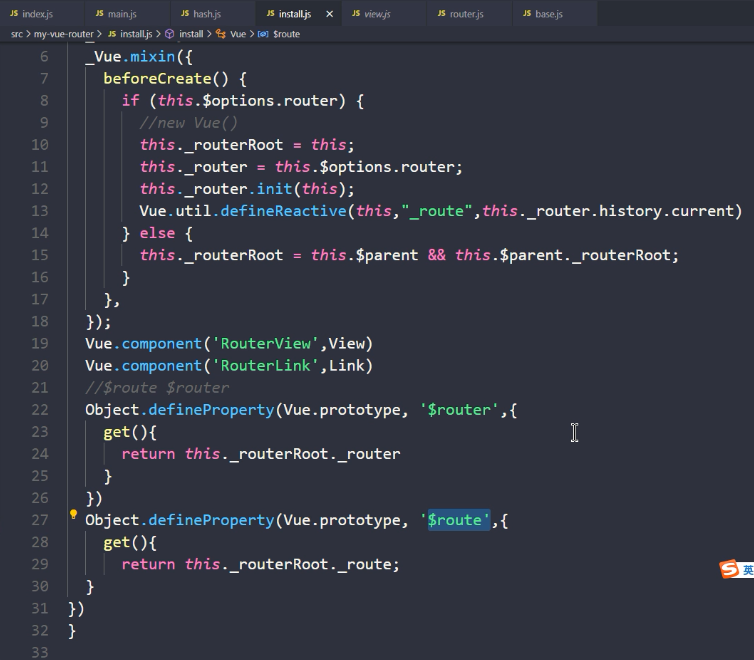 JS index.js JS main.js JS hash.js JS install.js × JS view.js JS router.js JS base.js
src > my-vue-router > JS install.js > install > Vue > $route
6 _Vue.mixin({
7 beforeCreate() {
8 if (this.$options.router) {
9 //new Vue()
10 this._routerRoot = this;
11 this._router = this.$options.router;
12 this._router.init(this);
13 Vue.util.defineReactive(this,"_route",this._router.history.current)
14 } else {
15 this._routerRoot = this.$parent && this.$parent._routerRoot;
16 }
17 },
18 });
19 Vue.component('RouterView',View)
20 Vue.component('RouterLink',Link)
21 //$route $router
22 Object.defineProperty(Vue.prototype, '$router',{
23 get(){
24 return this._routerRoot._router
25 }
26 })
27 Object.defineProperty(Vue.prototype, '$route',{
28 get(){
29 return this._routerRoot._route;
30 }
31 })
32 }
33
S 英